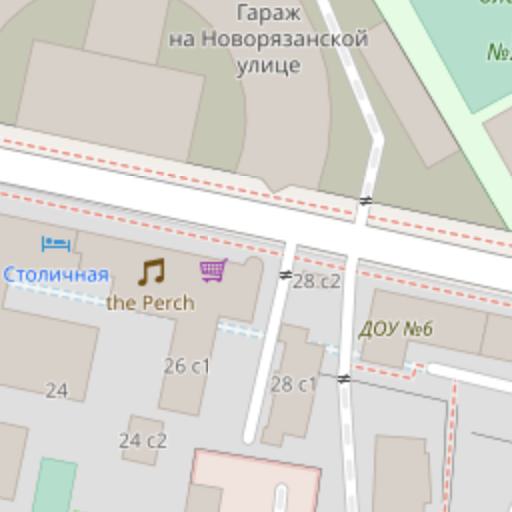 Гараж
на Новорязанской
улице
Столичная
the Perch
28 с2
ДОУ №6
26 с1
28 с1
24
24 с2